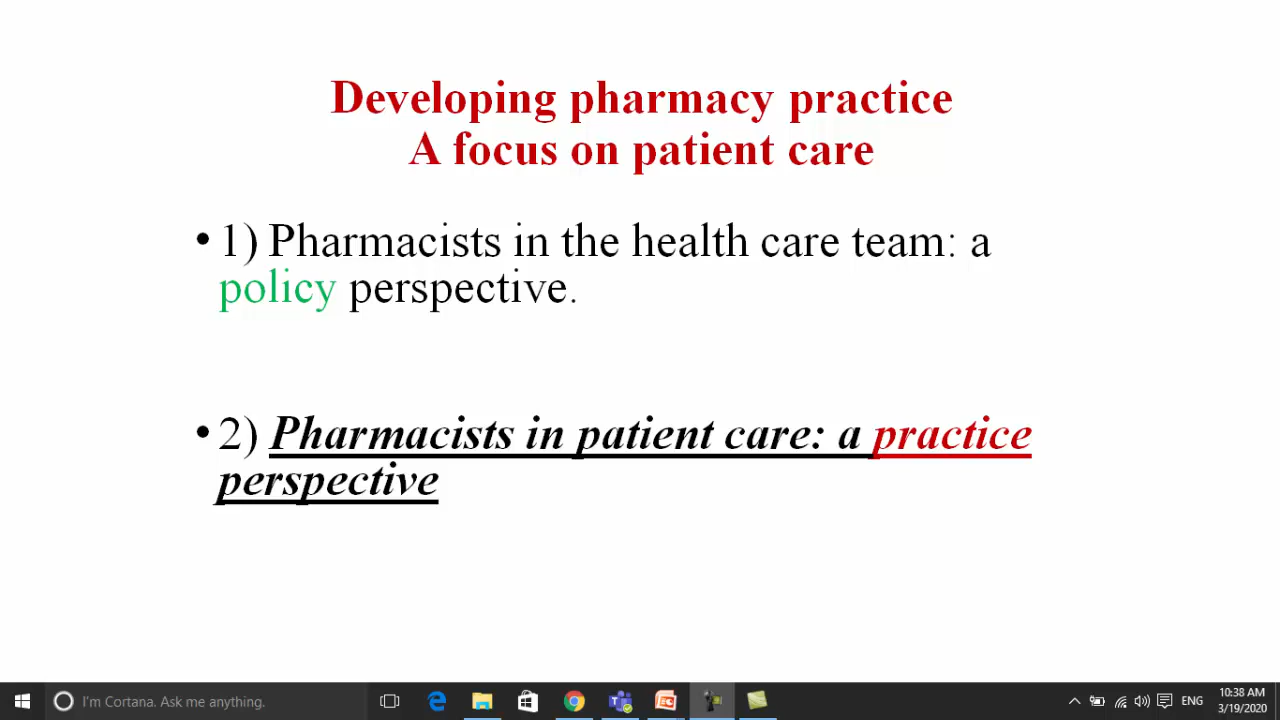 Developing pharmacy practice
A focus on patient care
• 1) Pharmacists in the health care team: a
policy perspective.
• 2) Pharmacists in patient care: a practice
perspective
I'm Cortana. Ask me anything.
ENG
10:38 AM
3/19/2020